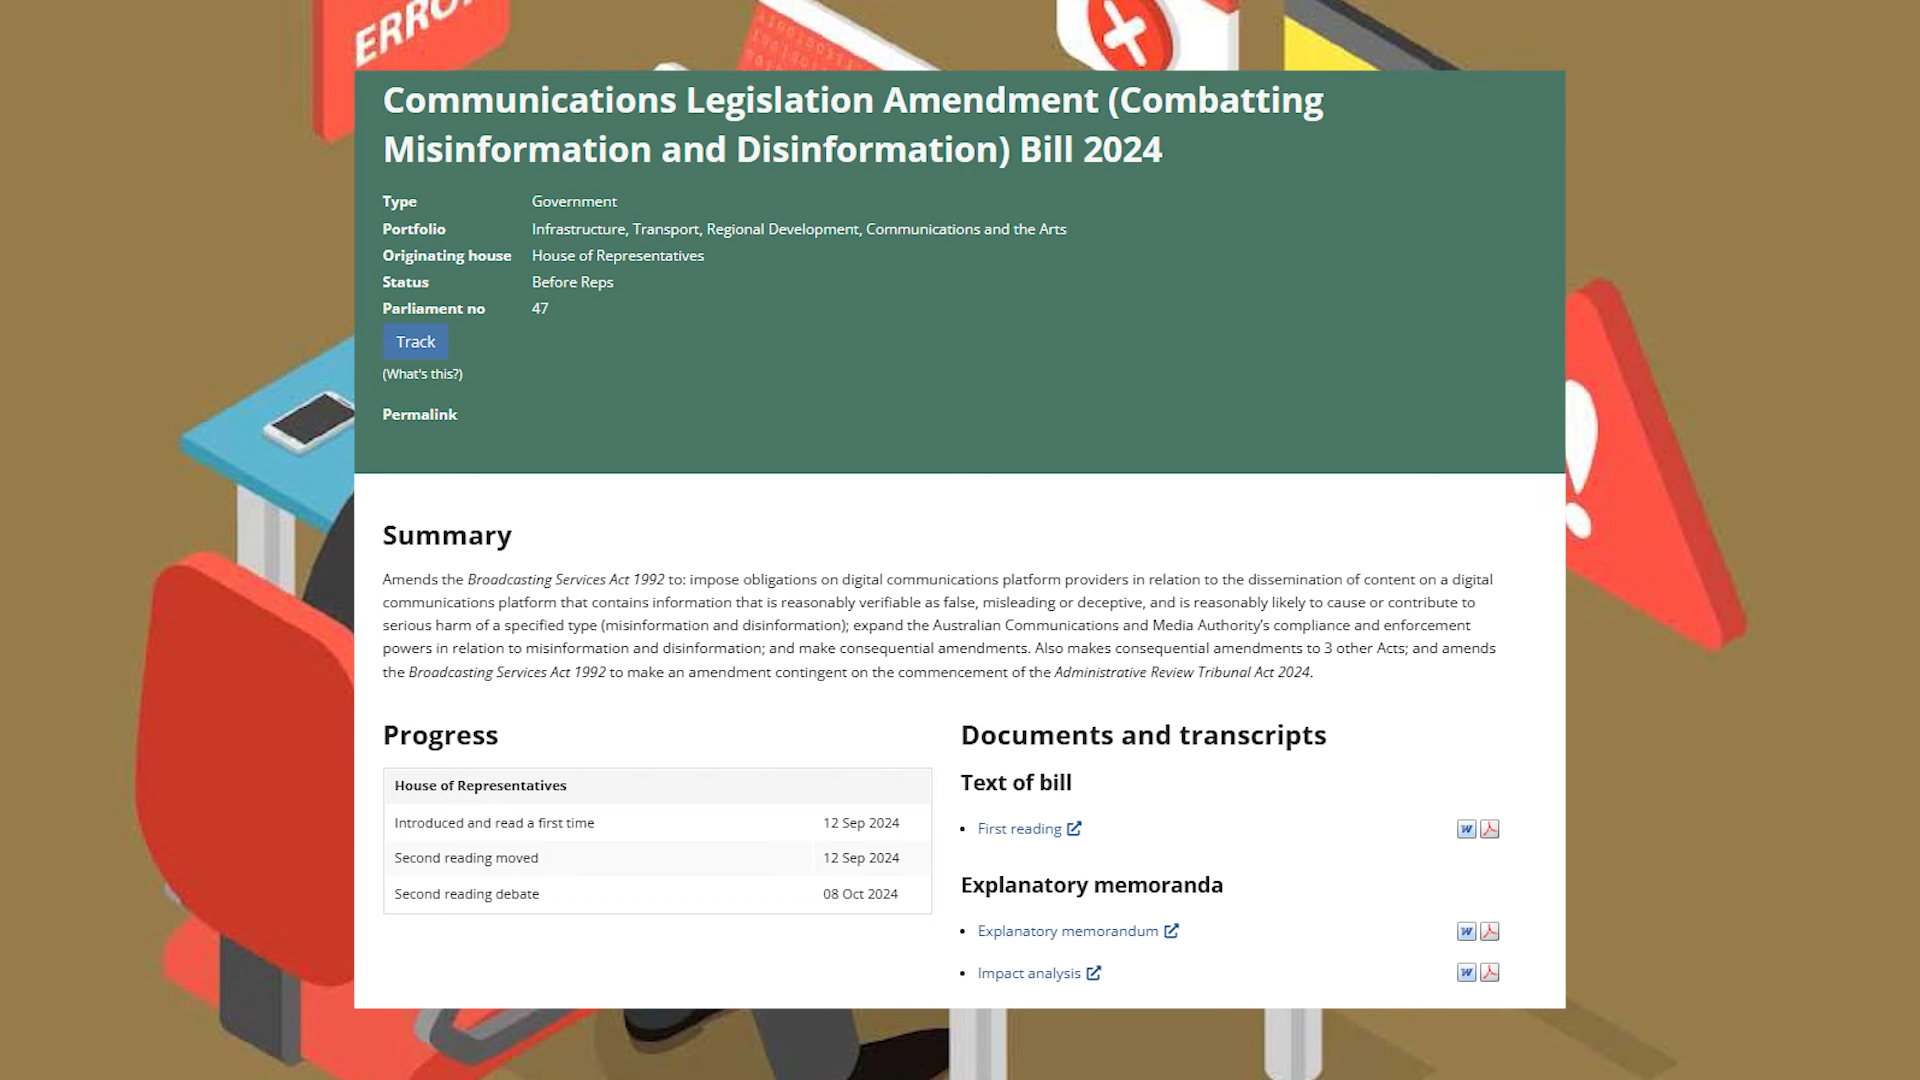 ERRO
Communications Legislation Amendment (Combatting
Misinformation and Disinformation) Bill 2024
Type Government
Portfolio Infrastructure, Transport, Regional Development, Communications and the Arts
Originating house House of Representatives
Status Before Reps
Parliament no 47
Track
(What's this?)
Permalink
Summary
Amends the Broadcasting Services Act 1992 to: impose obligations on digital communications platform providers in relation to the dissemination of content on a digital
communications platform that contains information that is reasonably verifiable as false, misleading or deceptive, and is reasonably likely to cause or contribute to
serious harm of a specified type (misinformation and disinformation); expand the Australian Communications and Media Authority's compliance and enforcement
powers in relation to misinformation and disinformation; and make consequential amendments. Also makes consequential amendments to 3 other Acts; and amends
the Broadcasting Services Act 1992 to make an amendment contingent on the commencement of the Administrative Review Tribunal Act 2024.
Progress
House of Representatives
Introduced and read a first time 12 Sep 2024
Second reading moved 12 Sep 2024
Second reading debate 08 Oct 2024
Documents and transcripts
Text of bill
• First reading
Explanatory memoranda
• Explanatory memorandum
• Impact analysis